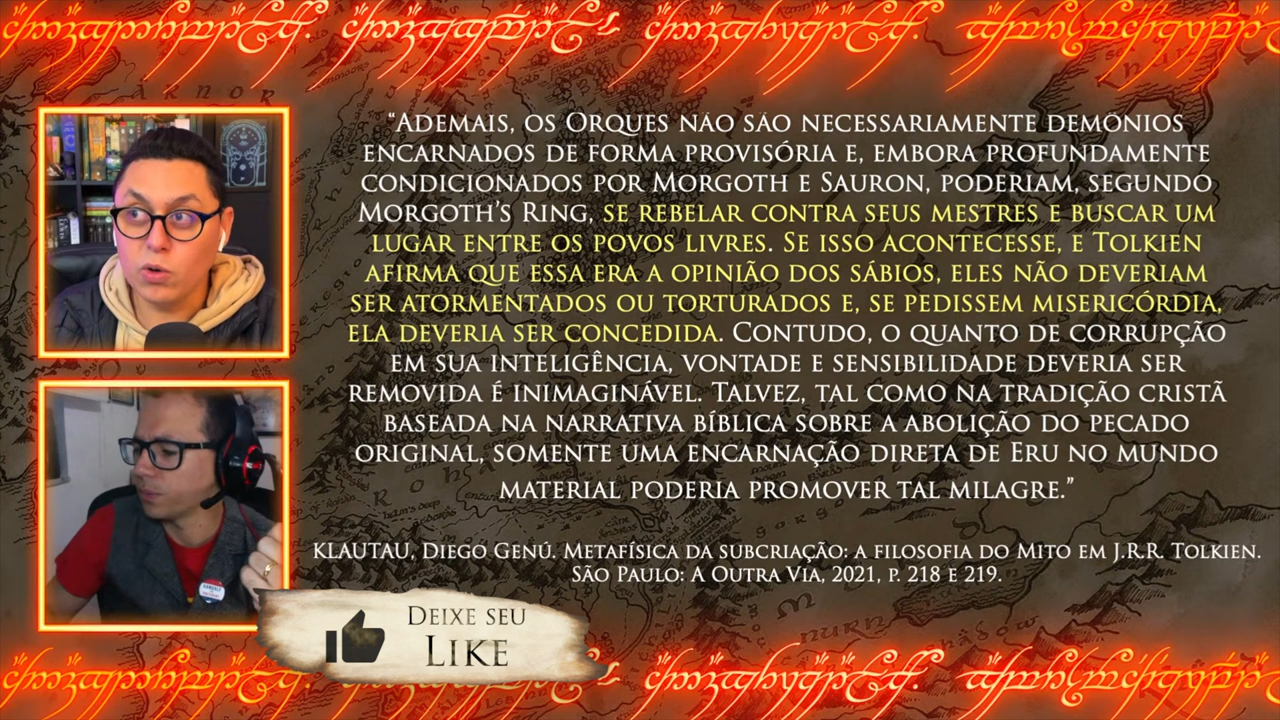 “Ademais, os Orques não são necessariamente demônios
encarnados de forma provisória e, embora profundamente
condicionados por Morgoth e Sauron, poderiam, segundo
Morgoth’s Ring, se rebelar contra seus mestres e buscar um
lugar entre os povos livres. Se isso acontecesse, e Tolkien
afirma que essa era a opinião dos sábios, eles não deveriam
ser atormentados ou torturados e, se pedissem misericórdia,
ela deveria ser concedida. Contudo, o quanto de corrupção
em sua inteligência, vontade e sensibilidade deveria ser
removida é inimaginável. Talvez, tal como na tradição cristã
baseada na narrativa bíblica sobre a abolição do pecado
original, somente uma encarnação direta de Eru no mundo
material poderia promover tal milagre.”
KLAUTAU, Diego Genú. Metafísica da subcriação: a filosofia do Mito em J.R.R. Tolkien.
São Paulo: A Outra Via, 2021, p. 218 e 219.
Deixe seu
Like